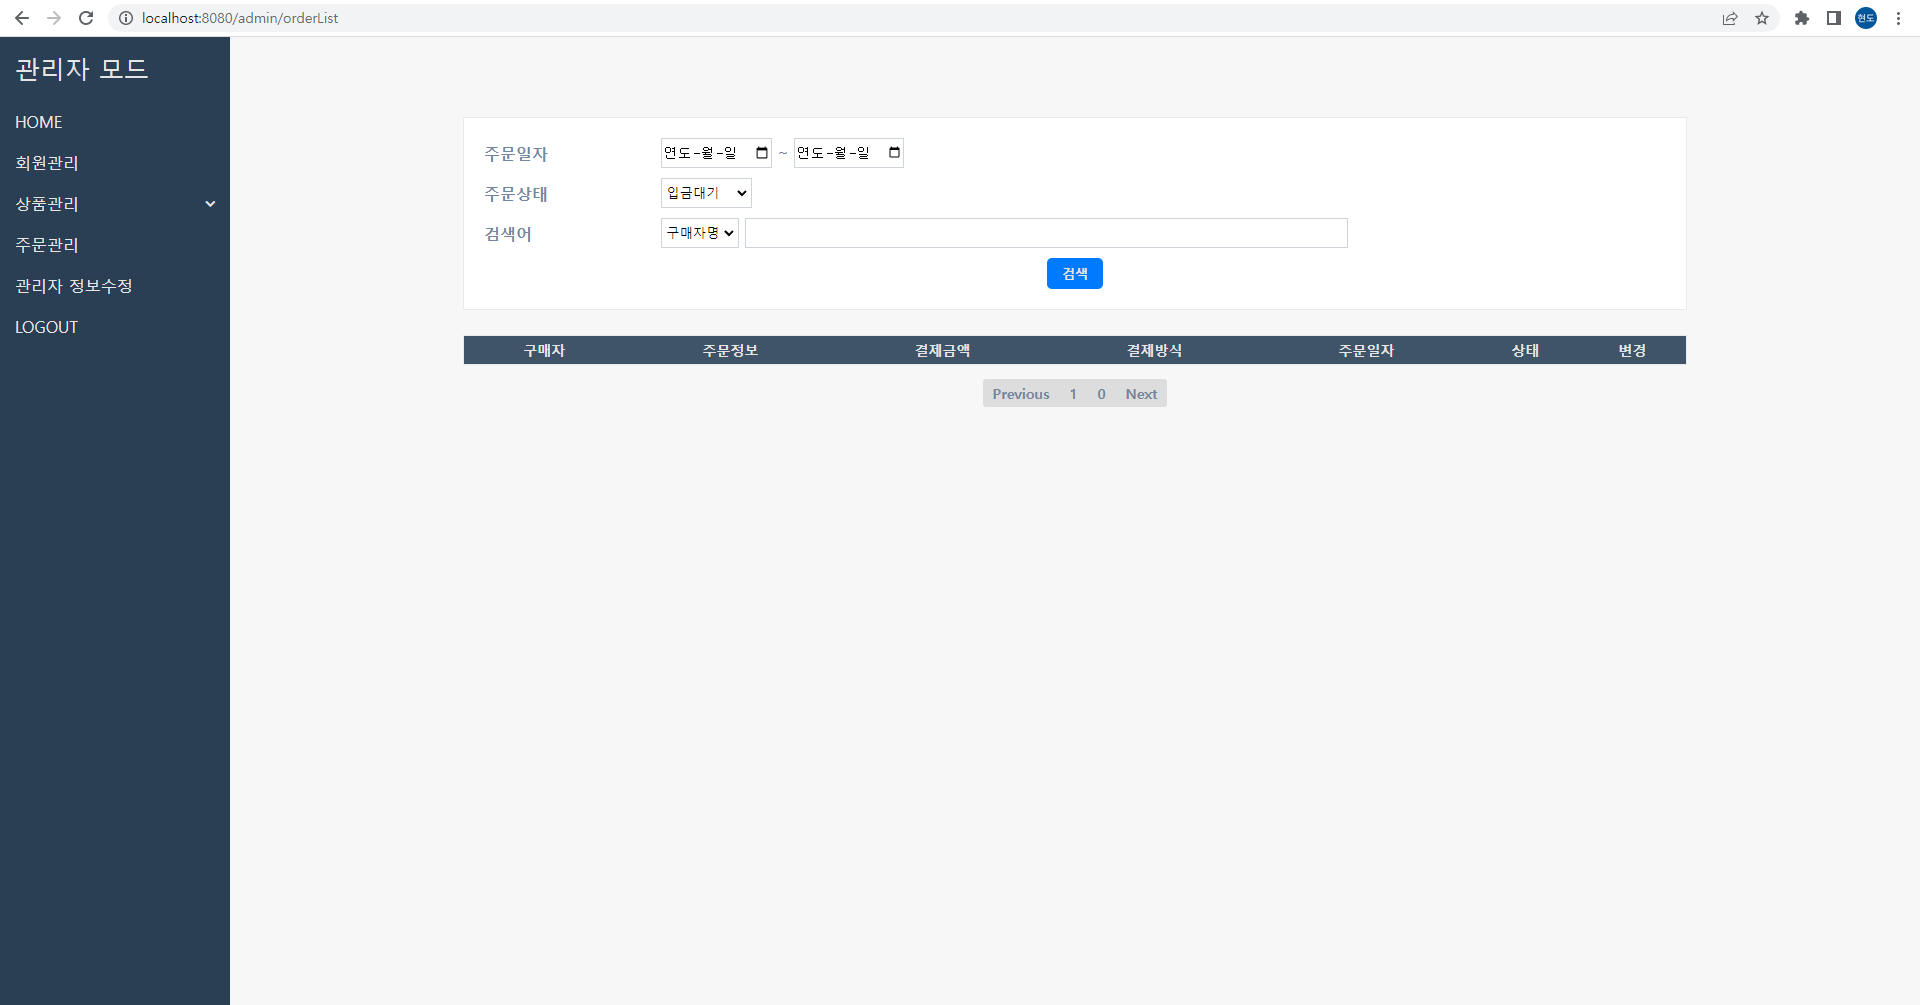 localhost:8080/admin/orderList
현도
관리자 모드
HOME
회원관리
상품관리
주문관리
관리자 정보수정
LOGOUT
주문일자 연도-월-일 ~ 연도-월-일
주문상태 입금대기
검색어 구매자명
검색
구매자 주문정보 결제금액 결제방식 주문일자 상태 변경
Previous 1 0 Next